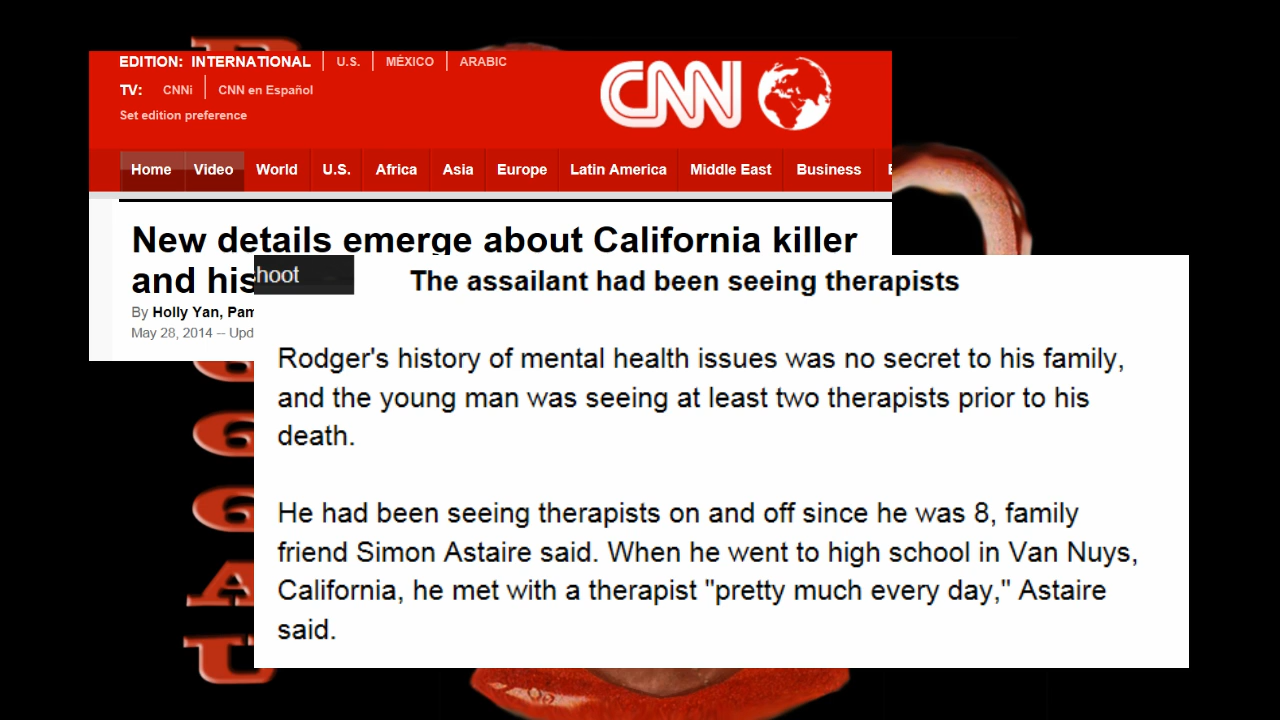 EDITION: INTERNATIONAL U.S. MÉXICO ARABIC
TV: CNNi CNN en Español
Set edition preference
CNN
Home Video World U.S. Africa Asia Europe Latin America Middle East Business
New details emerge about California killer
and his
By Holly Yan, Pam
May 28, 2014 -- Upd
hoot
The assailant had been seeing therapists
Rodger's history of mental health issues was no secret to his family,
and the young man was seeing at least two therapists prior to his
death.
He had been seeing therapists on and off since he was 8, family
friend Simon Astaire said. When he went to high school in Van Nuys,
California, he met with a therapist "pretty much every day," Astaire
said.